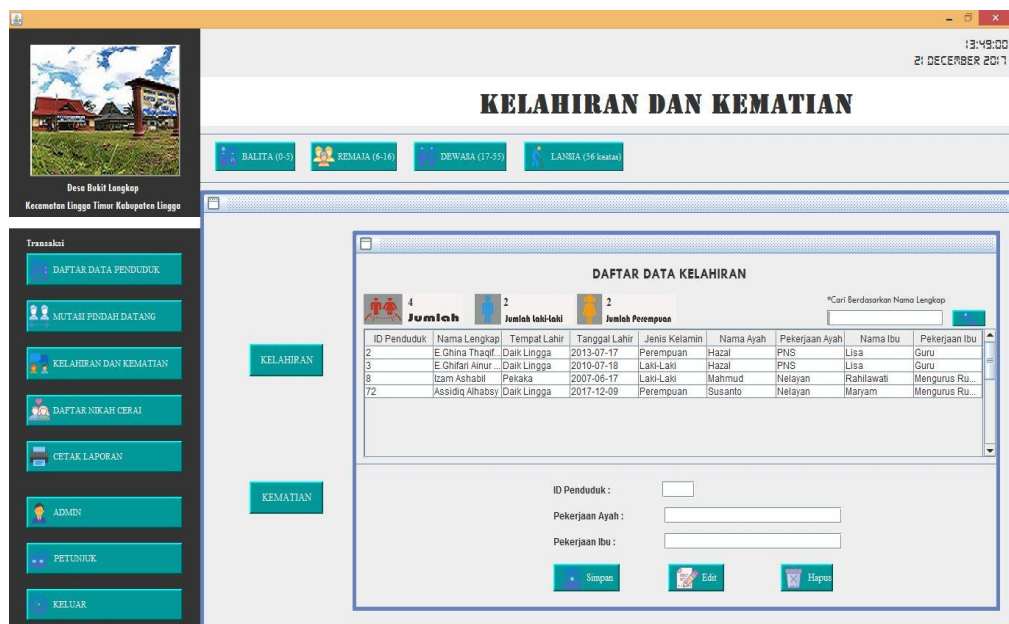 13:49:00
21 DECEMBER 2017
KELAHIRAN DAN KEMATIAN
BALITA (0-5) REMAJA (6-16) DEWASA (17-55) LANSIA (56 keatas)
Desa Bukit Langkap
Kecamatan Lingga Timur Kabupaten Lingga
Transaksi
DAFTAR DATA PENDUDUK
MUTASI PINDAH DATANG
KELAHIRAN DAN KEMATIAN
DAFTAR NIKAH CERAI
CETAK LAPORAN
ADMIN
PETUNJUK
KELUAR
KELAHIRAN
KEMATIAN
DAFTAR DATA KELAHIRAN
4
Jumlah
2
Jumlah laki-laki
2
Jumlah Perempuan
*Cari Berdasarkan Nama Lengkap
ID Penduduk Nama Lengkap Tempat Lahir Tanggal Lahir Jenis Kelamin Nama Ayah Pekerjaan Ayah Nama Ibu Pekerjaan Ibu
2 E.Ghina Thaqif... Daik Lingga 2013-07-17 Perempuan Hazal PNS Lisa Guru
3 E.Ghifari Ainur ... Daik Lingga 2010-07-18 Laki-Laki Hazal PNS Lisa Guru
8 Izam Ashabil Pekaka 2007-06-17 Laki-Laki Mahmud Nelayan Rahilawati Mengurus Ru...
72 Assidiq Alhabsy Daik Lingga 2017-12-09 Perempuan Susanto Nelayan Maryam Mengurus Ru...
ID Penduduk :
Pekerjaan Ayah :
Pekerjaan Ibu :
Simpan Edit Hapus